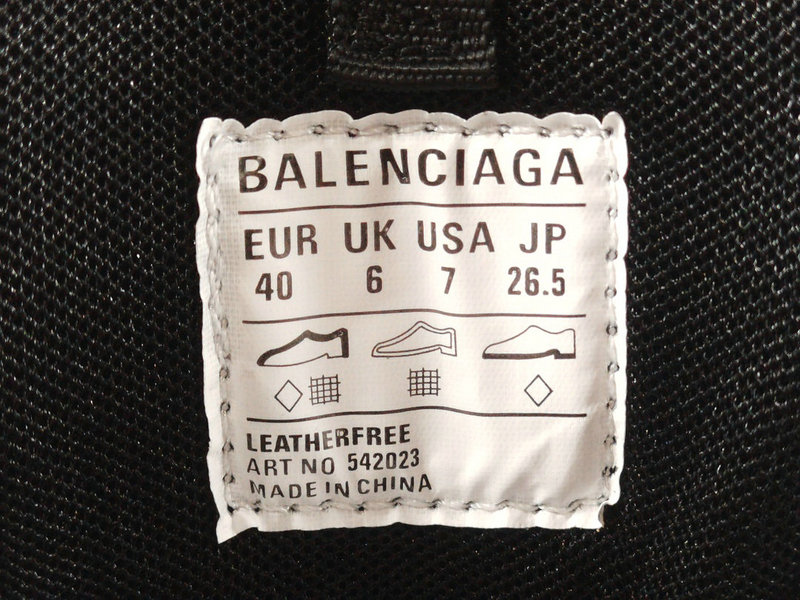 BALENCIAGA
EUR UK USA JP
40 6 7 26.5
LEATHERFREE
ART NO 542023
MADE IN CHINA